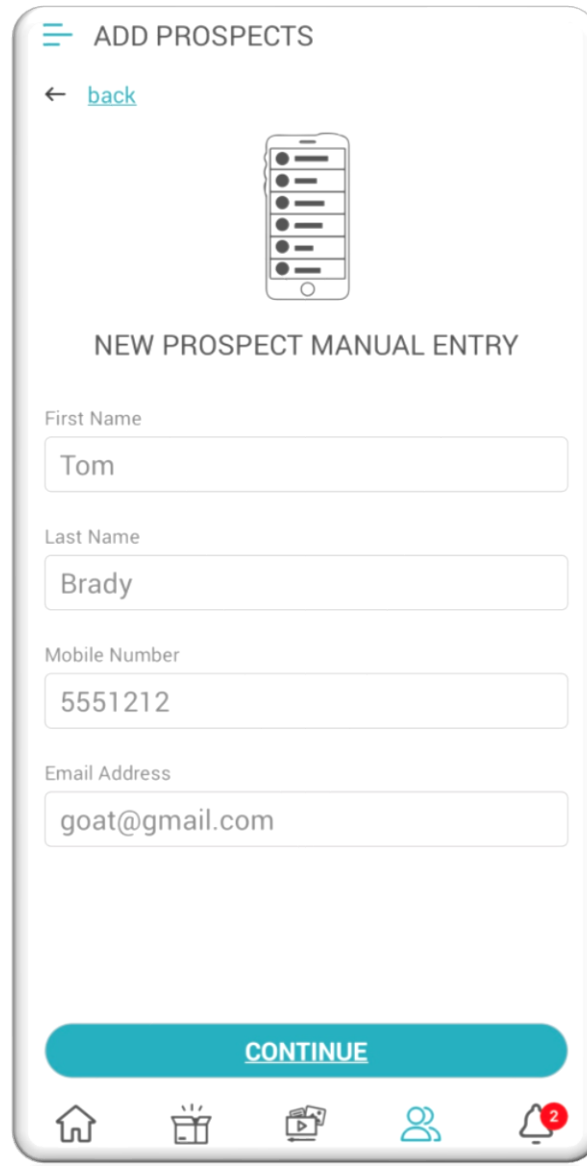 ADD PROSPECTS
back
NEW PROSPECT MANUAL ENTRY
First Name
Tom
Last Name
Brady
Mobile Number
5551212
Email Address
goat@gmail.com
CONTINUE
2